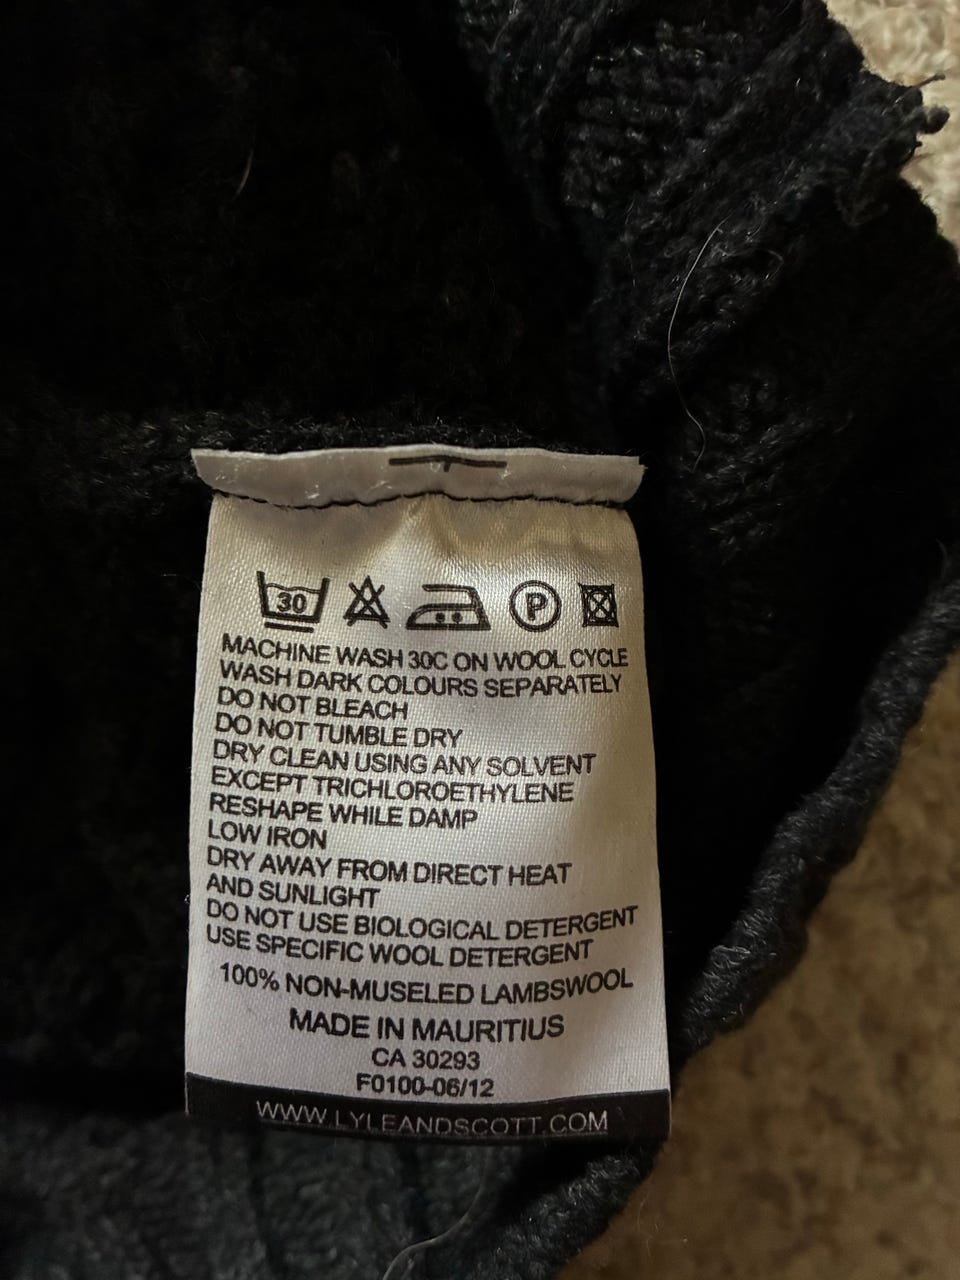 30 P
MACHINE WASH 30C ON WOOL CYCLE
WASH DARK COLOURS SEPARATELY
DO NOT BLEACH
DO NOT TUMBLE DRY
DRY CLEAN USING ANY SOLVENT
EXCEPT TRICHLOROETHYLENE
RESHAPE WHILE DAMP
LOW IRON
DRY AWAY FROM DIRECT HEAT
AND SUNLIGHT
DO NOT USE BIOLOGICAL DETERGENT
USE SPECIFIC WOOL DETERGENT
100% NON-MUSELED LAMBSWOOL
MADE IN MAURITIUS
CA 30293
F0100-06/12
WWW.LYLEANDSCOTT.COM